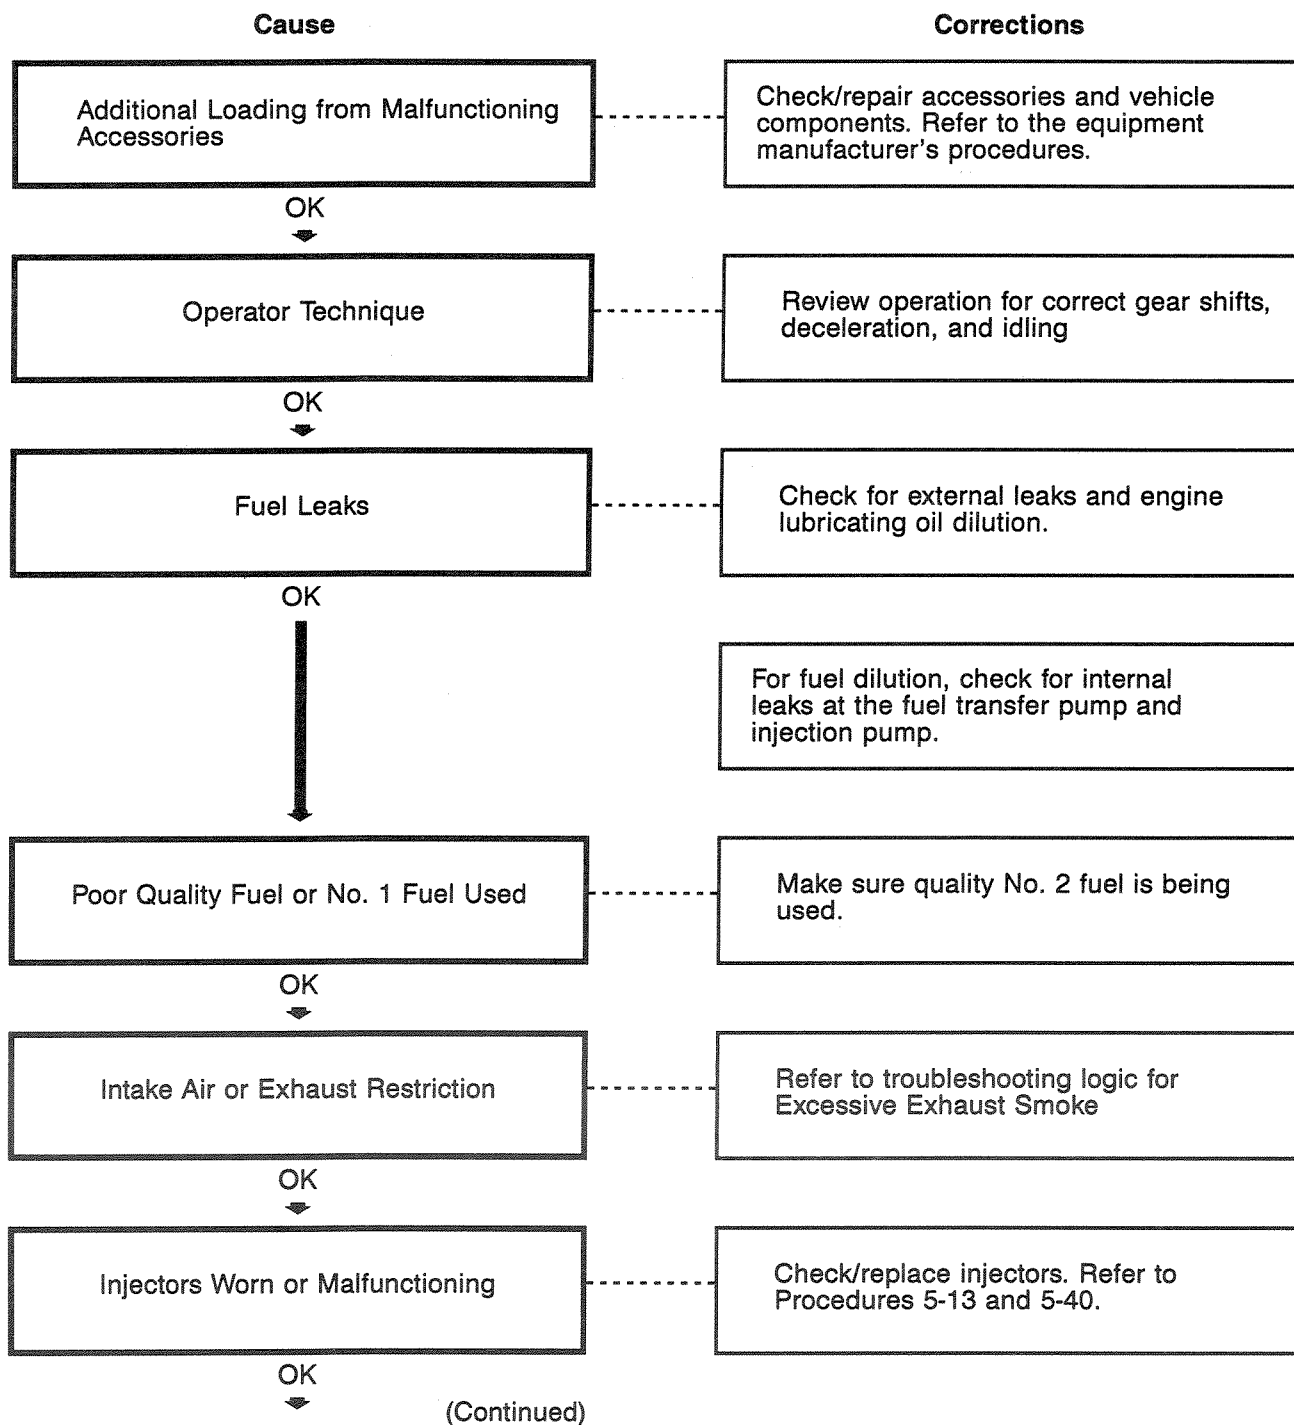 Cause
Corrections
Additional Loading from Malfunctioning
Accessories
Check/repair accessories and vehicle
components. Refer to the equipment
manufacturer's procedures.
OK
Operator Technique
Review operation for correct gear shifts,
deceleration, and idling
OK
Fuel Leaks
Check for external leaks and engine
lubricating oil dilution.
OK
For fuel dilution, check for internal
leaks at the fuel transfer pump and
injection pump.
Poor Quality Fuel or No. 1 Fuel Used
Make sure quality No. 2 fuel is being
used.
OK
Intake Air or Exhaust Restriction
Refer to troubleshooting logic for
Excessive Exhaust Smoke
OK
Injectors Worn or Malfunctioning
Check/replace injectors. Refer to
Procedures 5-13 and 5-40.
OK
(Continued)